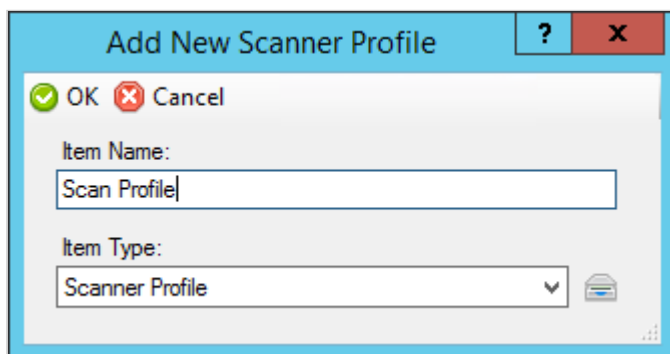 Add New Scanner Profile ? x
OK Cancel
Item Name:
Scan Profile
Item Type:
Scanner Profile